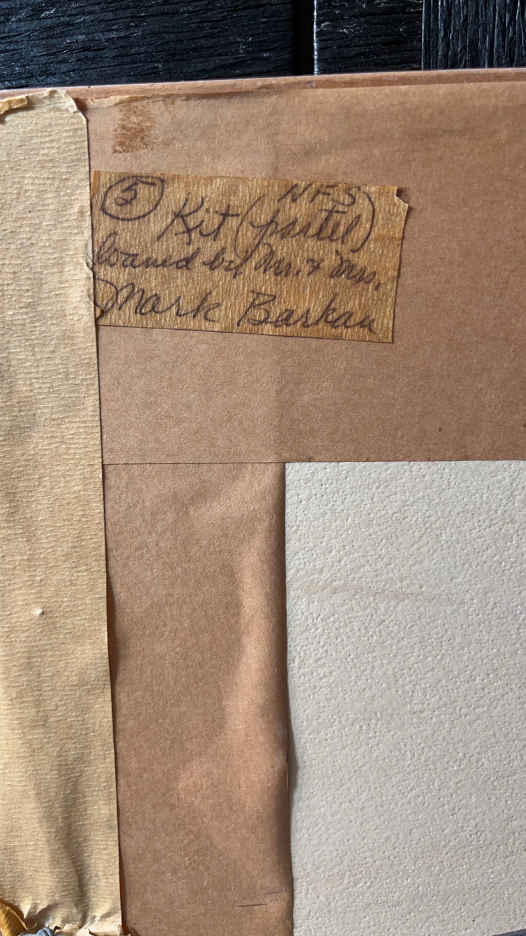 ⑤ NFS
Kit (pastel)
loaned by Mr. & Mrs.
Mark Barkan